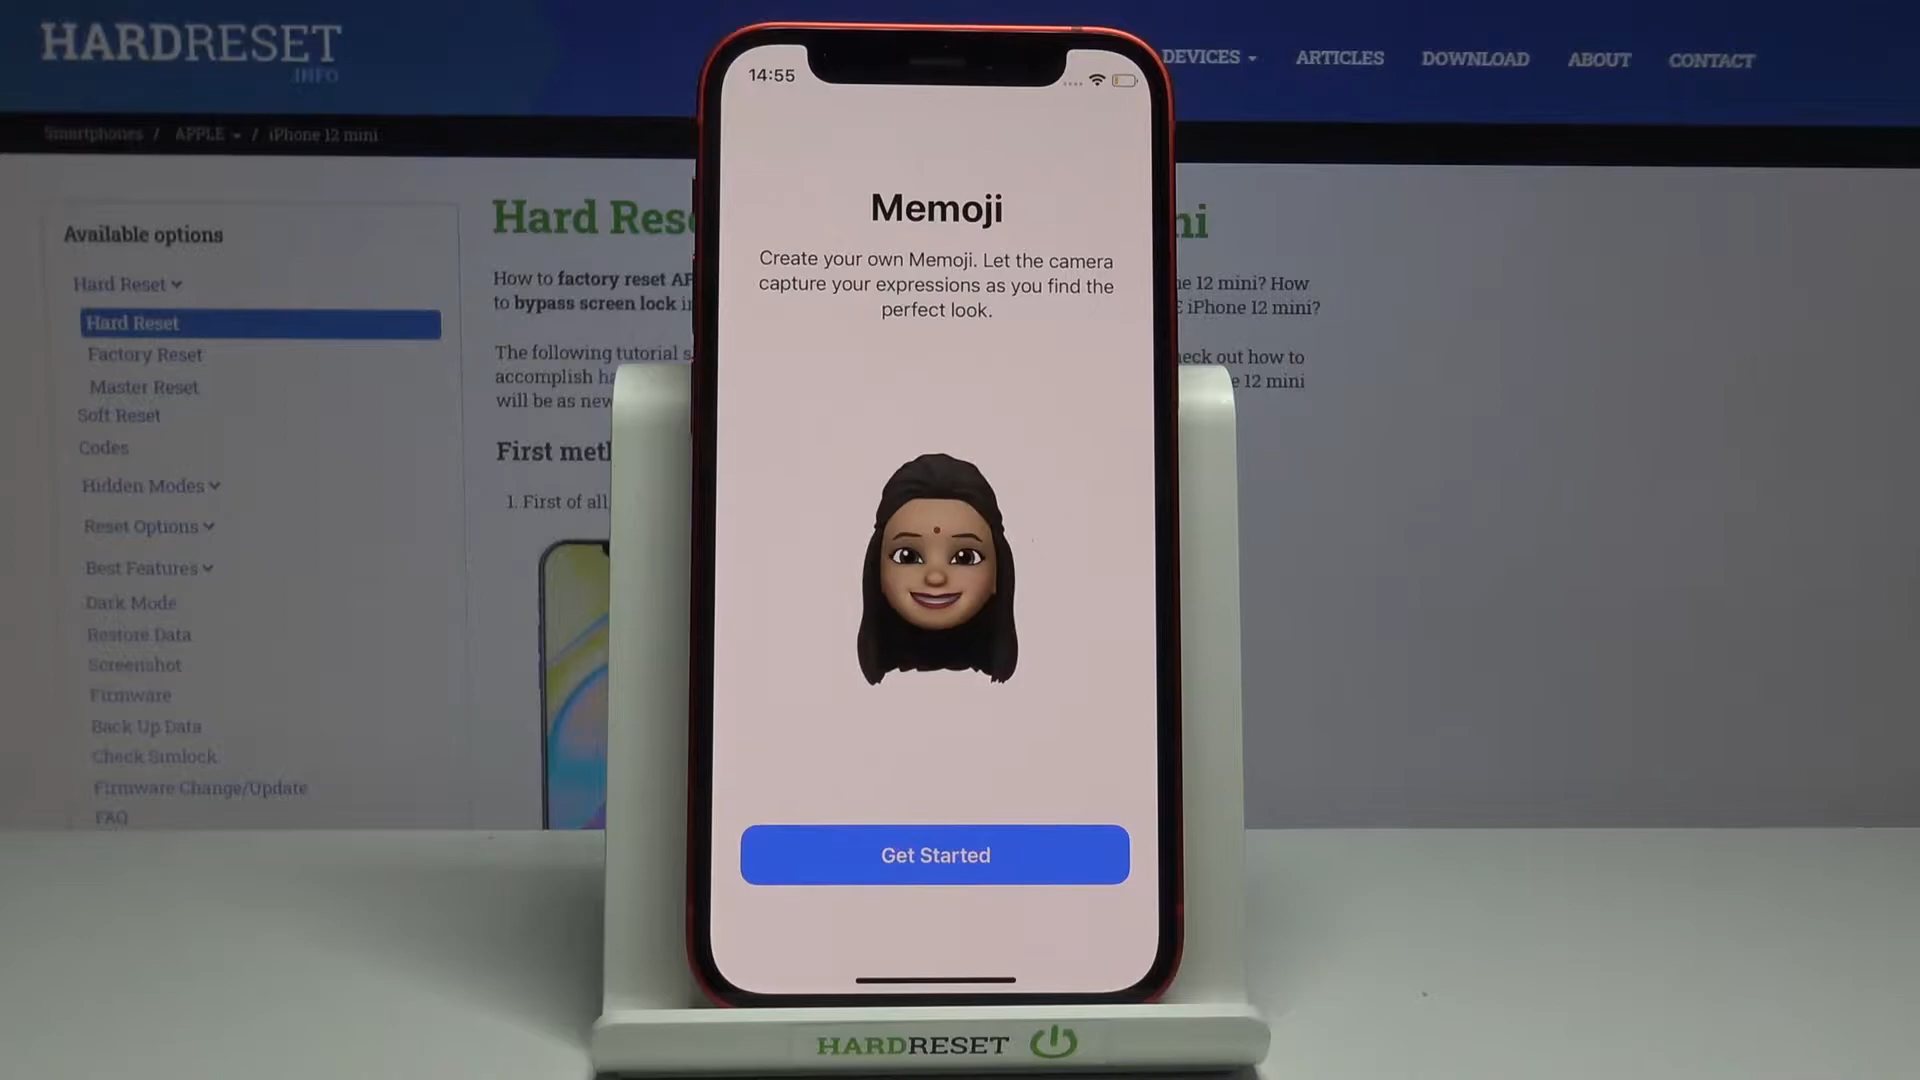 HARDRESET
.INFO
DEVICES
ARTICLES
DOWNLOAD
ABOUT
CONTACT
Smartphones / APPLE / iPhone 12 mini
Available options
Hard Reset
Hard Reset
Factory Reset
Master Reset
Soft Reset
Codes
Hidden Modes
Reset Options
Best Features
Dark Mode
Restore Data
Screenshot
Firmware
Back Up Data
Check Simlock
Firmware Change/Update
FAQ
Hard Res
ni
How to factory reset AP
e 12 mini? How
to bypass screen lock i
E iPhone 12 mini?
The following tutorial s
eck out how to
accomplish ha
e 12 mini
will be as new
First meth
1. First of all
14:55
Memoji
Create your own Memoji. Let the camera
capture your expressions as you find the
perfect look.
Get Started
HARDRESET